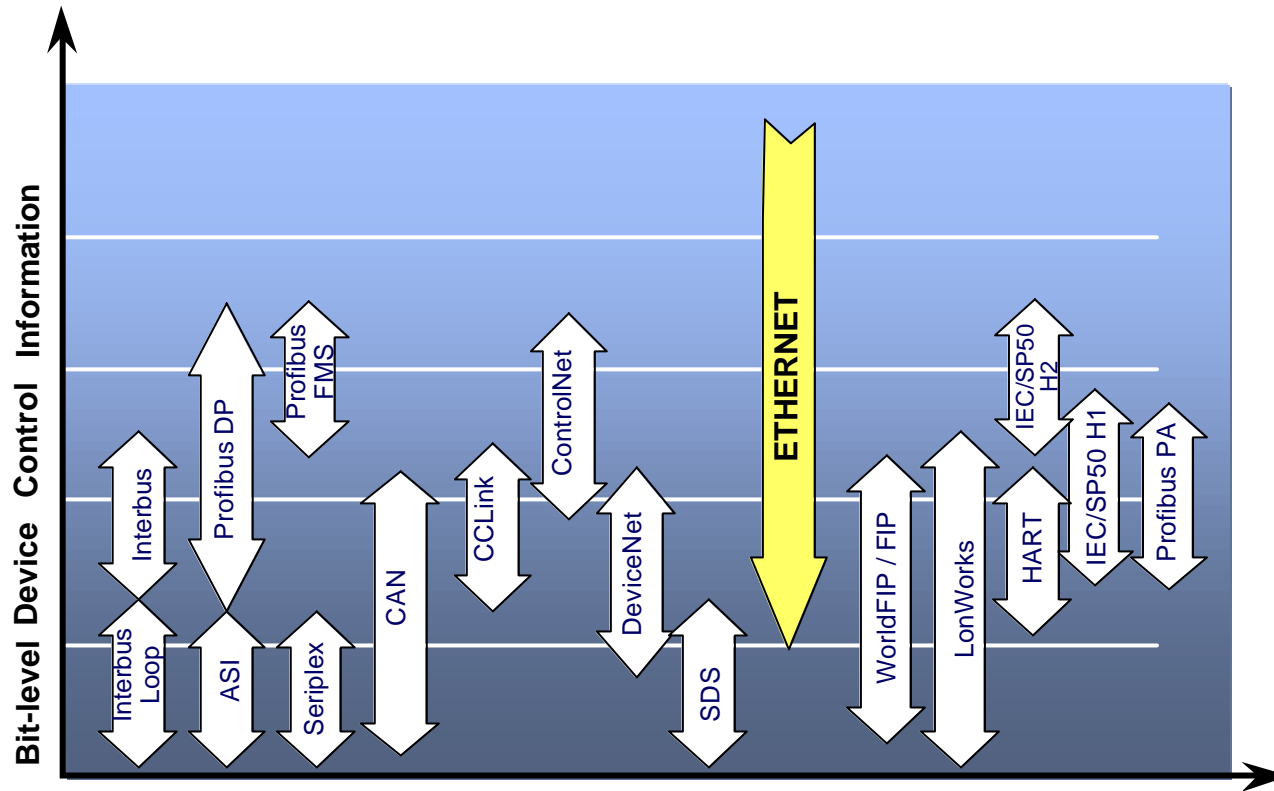 Information
Control
Device
Bit-level
Interbus
Interbus
Loop
Profibus DP
ASI
Profibus
FMS
Seriplex
CAN
CCLink
ControlNet
DeviceNet
SDS
ETHERNET
WorldFIP / FIP
LonWorks
IEC/SP50
H2
HART
IEC/SP50 H1
Profibus PA